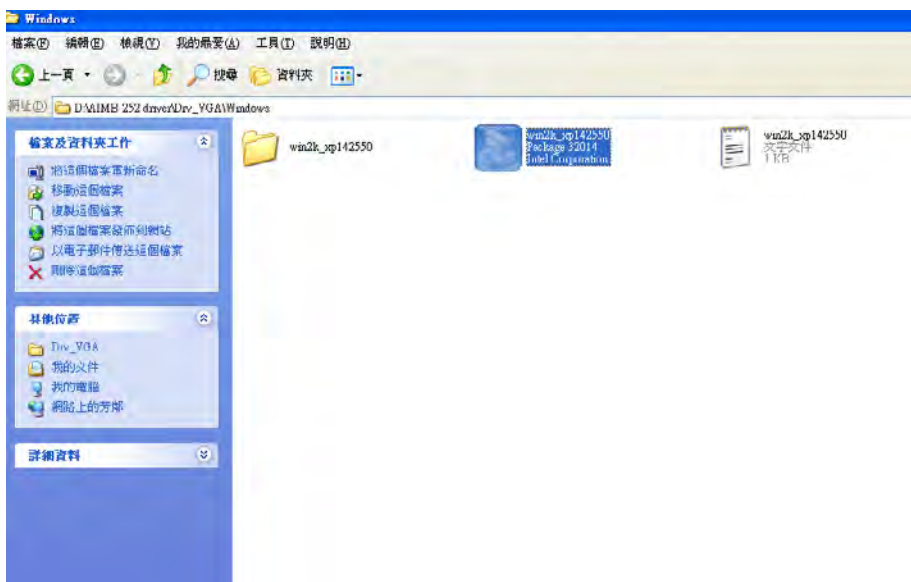 Windows
檔案(F) 編輯(E) 檢視(V) 我的最愛(A) 工具(T) 說明(H)
上一頁 搜尋 資料夾
網址(D) D:\AIMB 252 driver\Drv_VGA\Windows
檔案及資料夾工作
將這個檔案重新命名
移動這個檔案
複製這個檔案
將這個檔案發佈到網站
以電子郵件傳送這個檔案
刪除這個檔案
其他位置
Drv_VGA
我的文件
我的電腦
網路上的芳鄰
詳細資料
win2k_xp142550
win2k_xp142550
Package 32014
Intel Corporation
win2k_xp142550
文字文件
1 KB